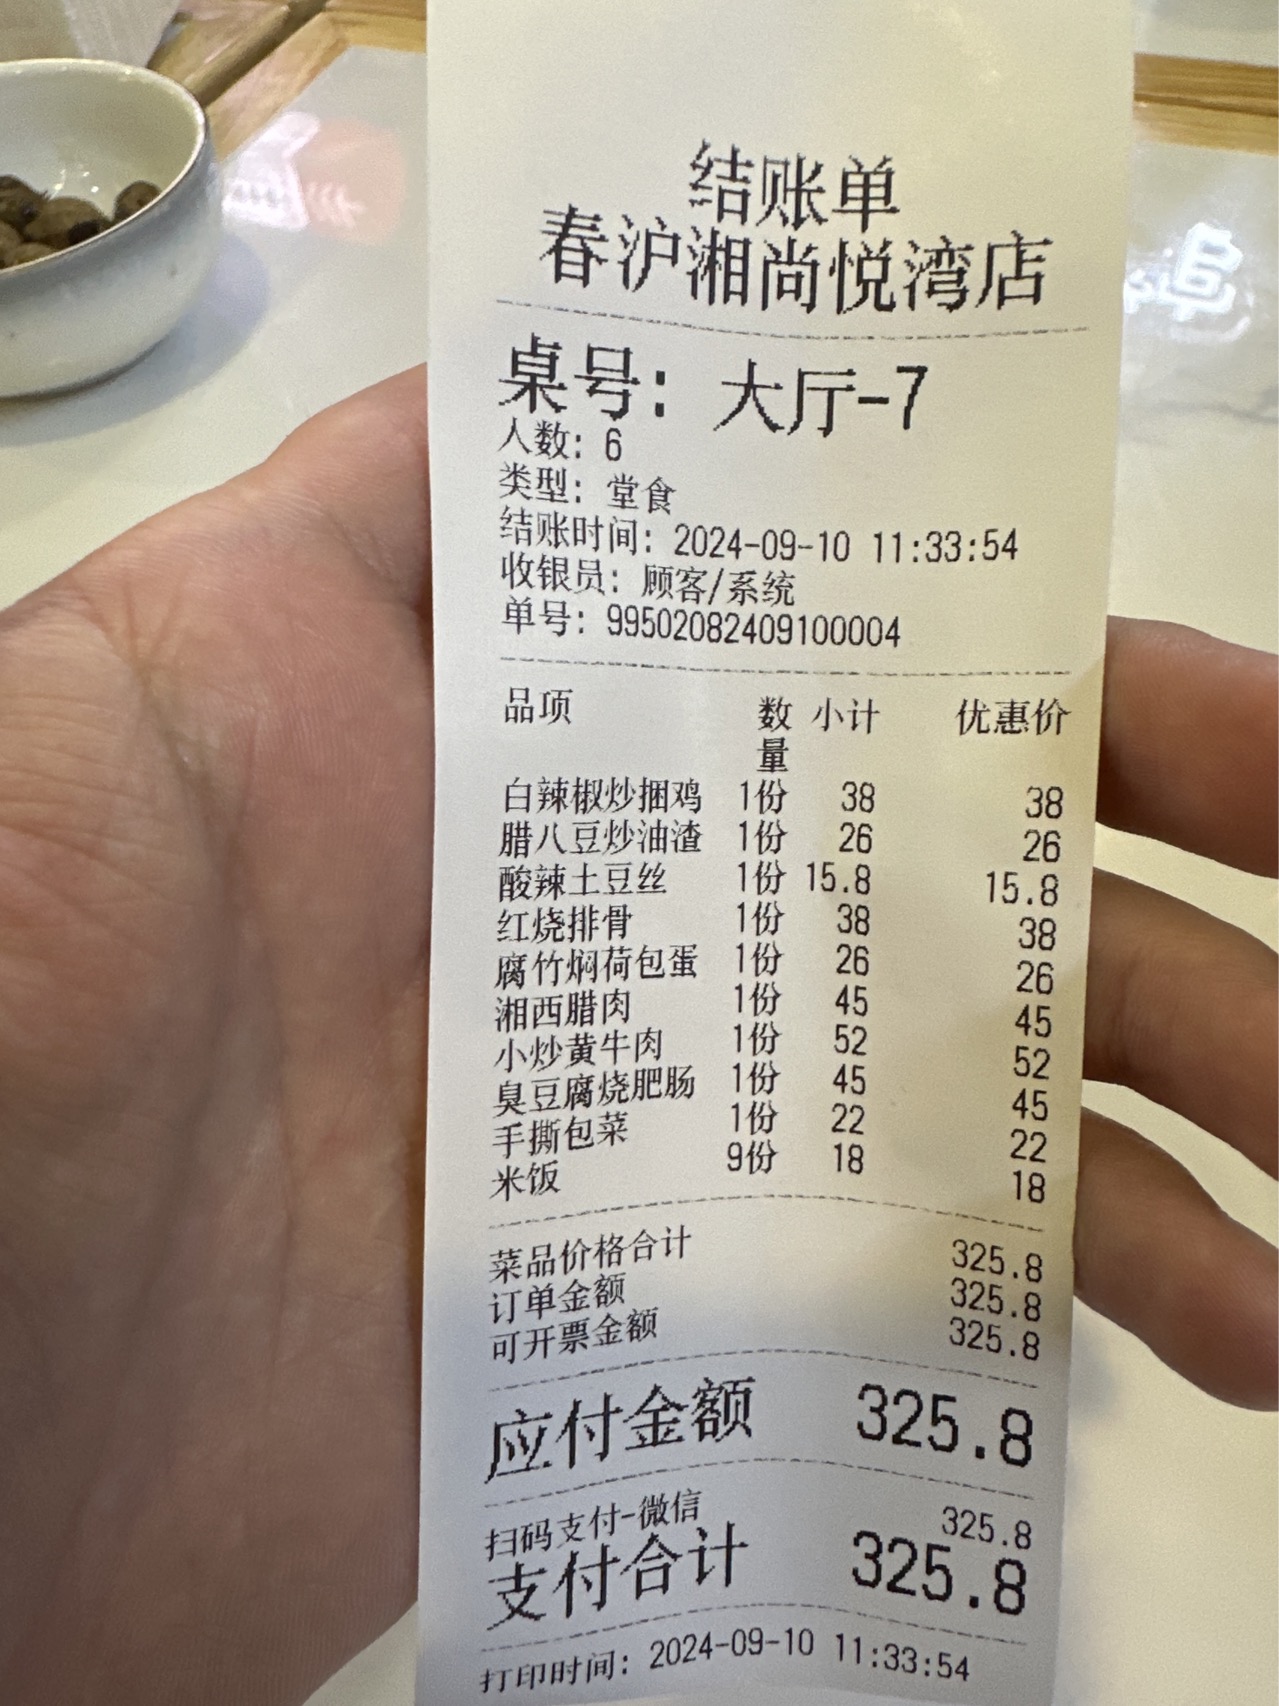 结账单
春沪湘尚悦湾店
桌号: 大厅-7
人数: 6
类型: 堂食
结账时间: 2024-09-10 11:33:54
收银员: 顾客/系统
单号: 99502082409100004
品项 数量 小计 优惠价
白辣椒炒捆鸡 1份 38 38
腊八豆炒油渣 1份 26 26
酸辣土豆丝 1份 15.8 15.8
红烧排骨 1份 38 38
腐竹焖荷包蛋 1份 26 26
湘西腊肉 1份 45 45
小炒黄牛肉 1份 52 52
臭豆腐烧肥肠 1份 45 45
手撕包菜 1份 22 22
米饭 9份 18 18
菜品价格合计 325.8
订单金额 325.8
可开票金额 325.8
应付金额 325.8
扫码支付-微信 325.8
支付合计 325.8
打印时间: 2024-09-10 11:33:54